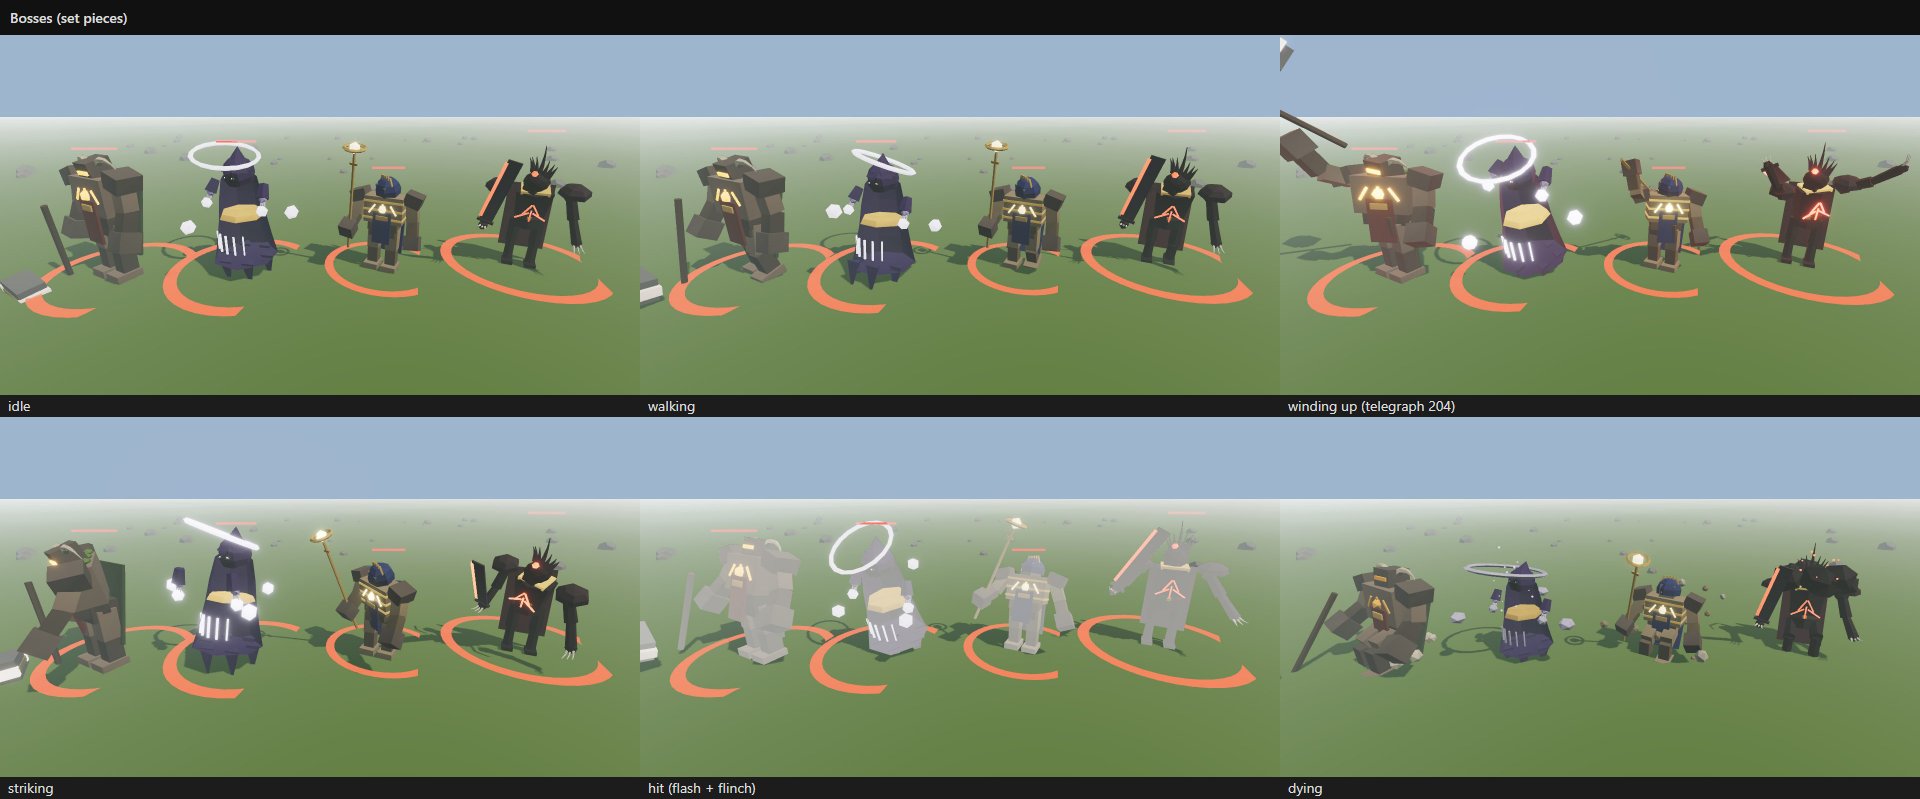 Bosses (set pieces)
idle
walking
winding up (telegraph 204)
striking
hit (flash + flinch)
dying